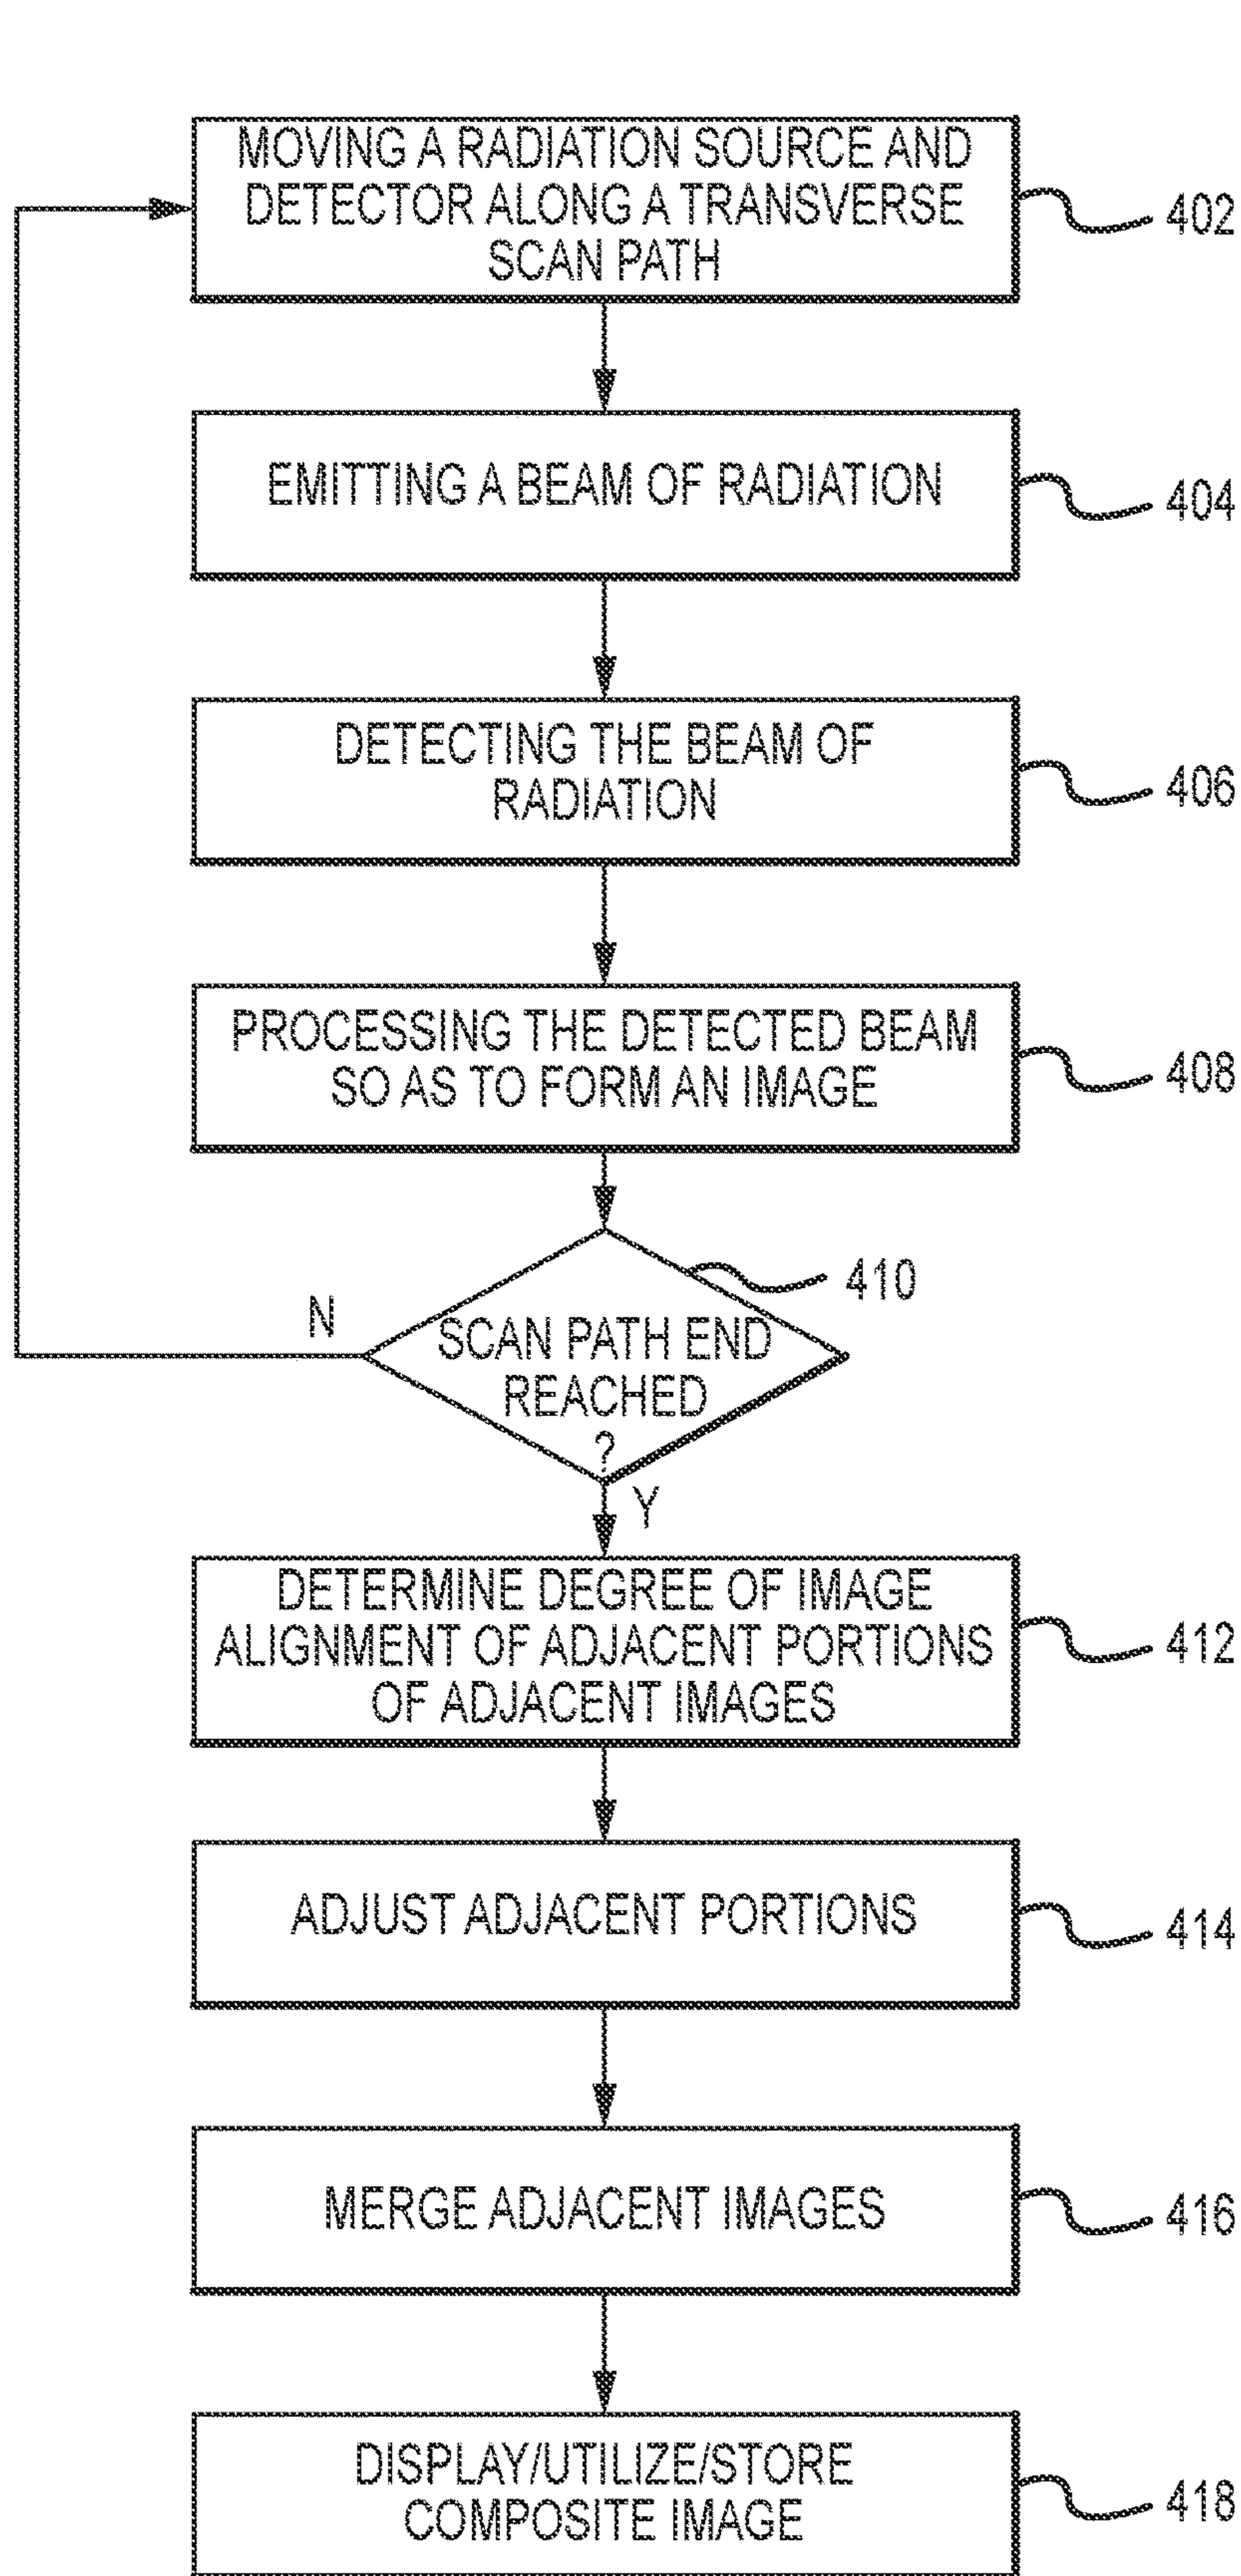 MOVING A RADIATION SOURCE AND
DETECTOR ALONG A TRANSVERSE
SCAN PATH
402
EMITTING A BEAM OF RADIATION
404
DETECTING THE BEAM OF
RADIATION
406
PROCESSING THE DETECTED BEAM
SO AS TO FORM AN IMAGE
408
410
N
SCAN PATH END
REACHED
?
Y
DETERMINE DEGREE OF IMAGE
ALIGNMENT OF ADJACENT PORTIONS
OF ADJACENT IMAGES
412
ADJUST ADJACENT PORTIONS
414
MERGE ADJACENT IMAGES
416
DISPLAY/UTILIZE/STORE
COMPOSITE IMAGE
418